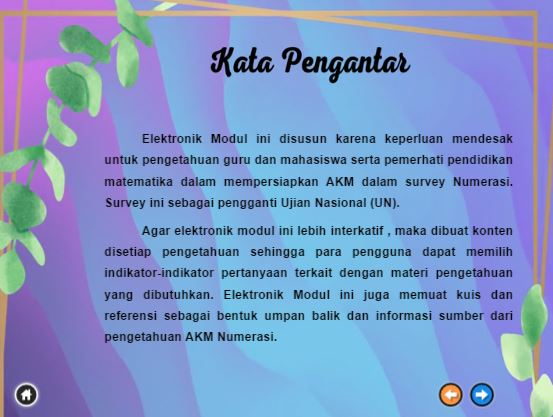 Kata Pengantar
Elektronik Modul ini disusun karena keperluan mendesak
untuk pengetahuan guru dan mahasiswa serta pemerhati pendidikan
matematika dalam mempersiapkan AKM dalam survey Numerasi.
Survey ini sebagai pengganti Ujian Nasional (UN).
Agar elektronik modul ini lebih interkatif , maka dibuat konten
disetiap pengetahuan sehingga para pengguna dapat memilih
indikator-indikator pertanyaan terkait dengan materi pengetahuan
yang dibutuhkan. Elektronik Modul ini juga memuat kuis dan
referensi sebagai bentuk umpan balik dan informasi sumber dari
pengetahuan AKM Numerasi.